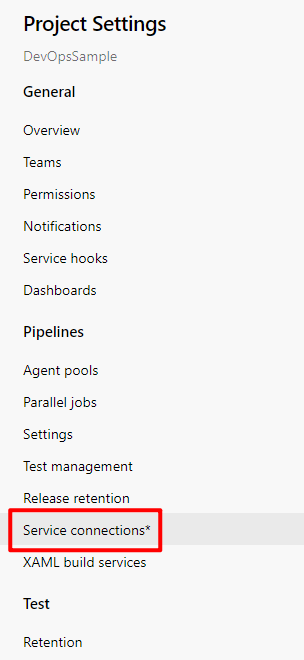 Project Settings
DevOpsSample
General
Overview
Teams
Permissions
Notifications
Service hooks
Dashboards
Pipelines
Agent pools
Parallel jobs
Settings
Test management
Release retention
Service connections*
XAML build services
Test
Retention